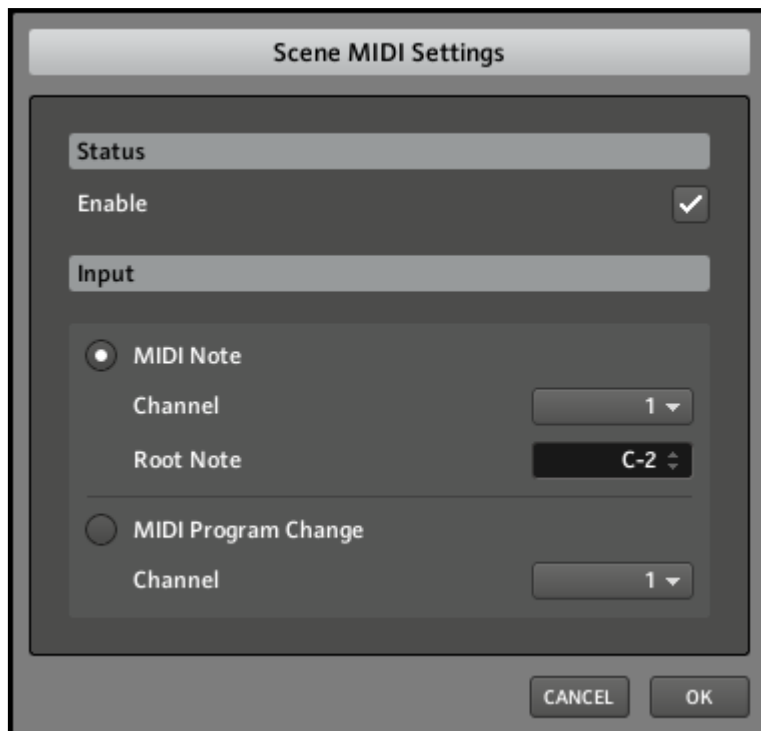 Scene MIDI Settings
Status
Enable
Input
MIDI Note
Channel 1
Root Note C-2
MIDI Program Change
Channel 1
CANCEL OK